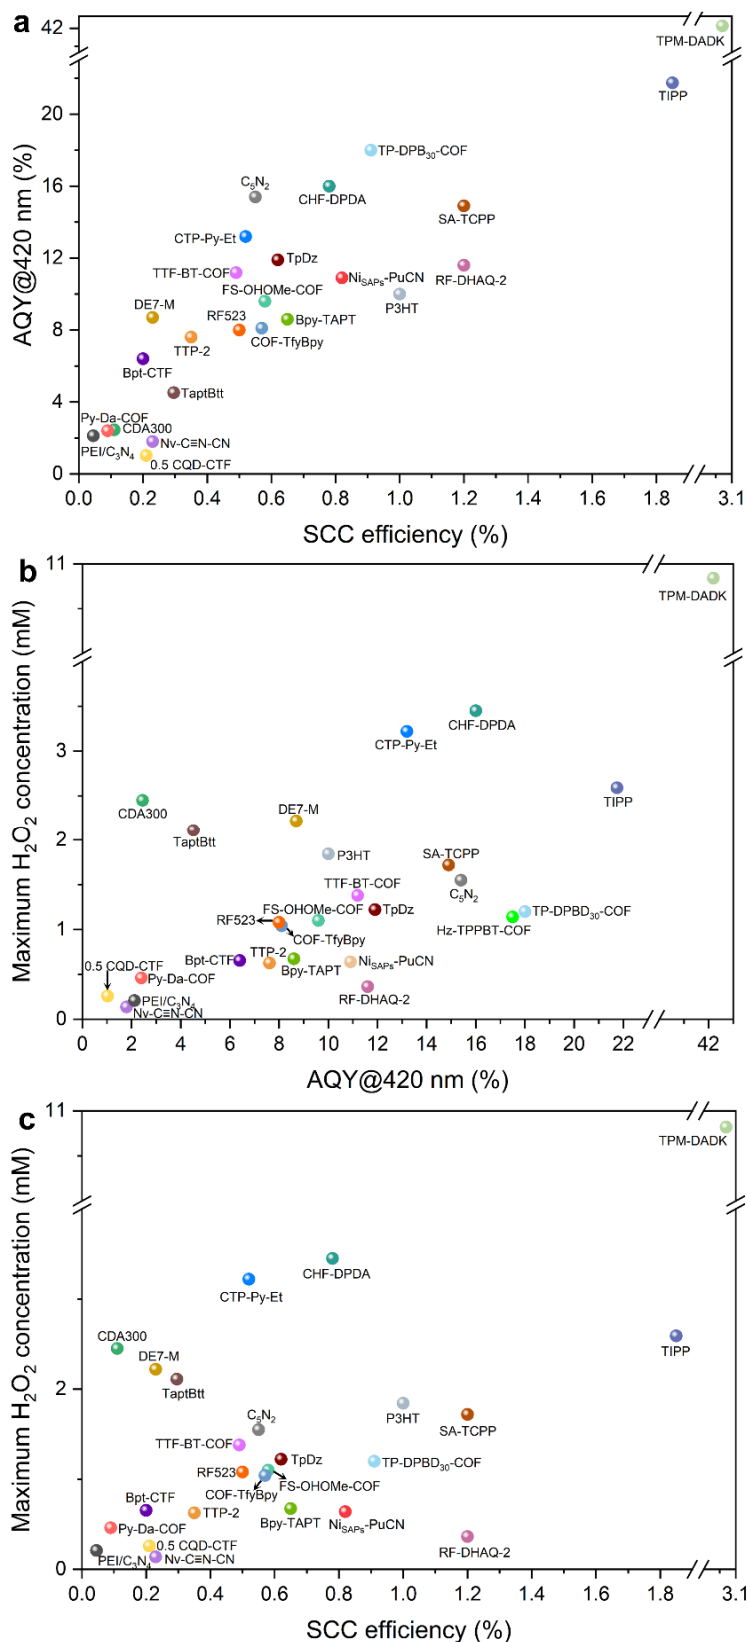 a
42
TPM-DADK
TIPP
20
TP-DPB₃₀-COF
C₅N₂
16
CHF-DPDA
SA-TCPP
CTP-Py-Et
TpDz
12
TTF-BT-COF
Ni_SAPs-PuCN
RF-DHAQ-2
FS-OHOMe-COF
P3HT
DE7-M
RF523
Bpy-TAPT
8
TTP-2
COF-TfyBpy
Bpt-CTF
TaptBtt
4
Py-Da-COF
CDA300
PEI/C₃N₄
Nv-C≡N-CN
0.5 CQD-CTF
0
AQY@420 nm (%)
0.0 0.2 0.4 0.6 0.8 1.0 1.2 1.4 1.6 1.8 3.1
SCC efficiency (%)
b
11
TPM-DADK
CHF-DPDA
CTP-Py-Et
3
TIPP
CDA300
DE7-M
TaptBtt
2
P3HT
SA-TCPP
TTF-BT-COF
C₅N₂
FS-OHOMe-COF
TpDz
TP-DPBD₃₀-COF
RF523
Hz-TPPBT-COF
1
COF-TfyBpy
0.5 CQD-CTF
Bpt-CTF
TTP-2
Bpy-TAPT
Ni_SAPs-PuCN
Py-Da-COF
PEI/C₃N₄
RF-DHAQ-2
Nv-C≡N-CN
0
Maximum H₂O₂ concentration (mM)
0 2 4 6 8 10 12 14 16 18 20 22 42
AQY@420 nm (%)
c
11
TPM-DADK
CHF-DPDA
CTP-Py-Et
CDA300
TIPP
DE7-M
TaptBtt
2
P3HT
C₅N₂
SA-TCPP
TTF-BT-COF
TpDz
TP-DPBD₃₀-COF
RF523
FS-OHOMe-COF
COF-TfyBpy
Bpt-CTF
TTP-2
Bpy-TAPT
Ni_SAPs-PuCN
Py-Da-COF
0.5 CQD-CTF
RF-DHAQ-2
PEI/C₃N₄
Nv-C≡N-CN
0
Maximum H₂O₂ concentration (mM)
0.0 0.2 0.4 0.6 0.8 1.0 1.2 1.4 1.6 1.8 3.1
SCC efficiency (%)